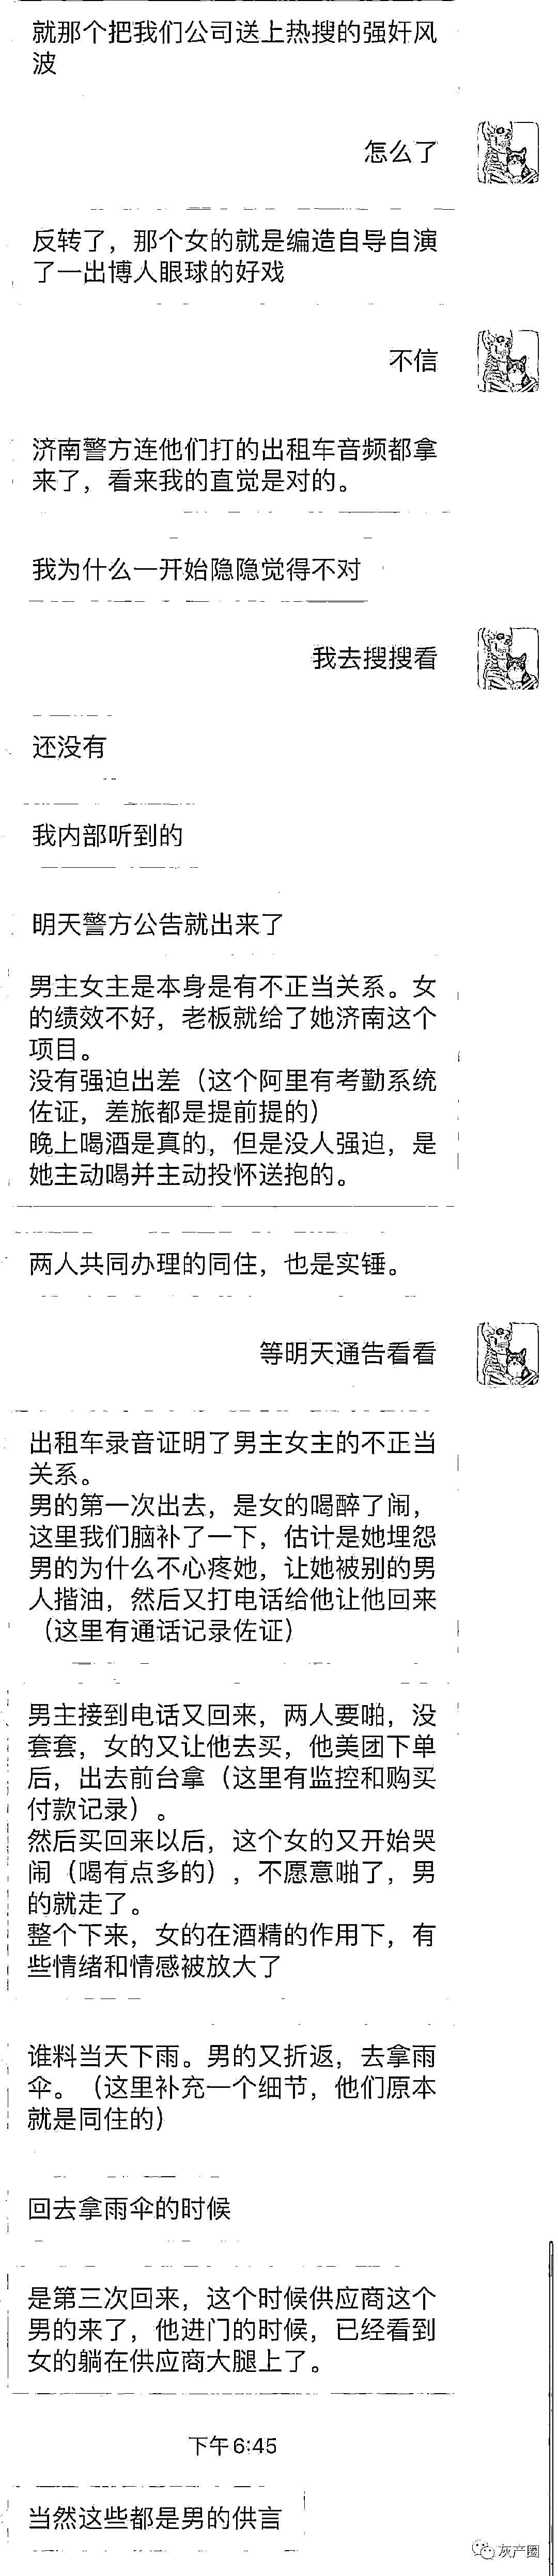 就那个把我们公司送上热搜的强奸风
波
怎么了
反转了，那个女的就是编造自导自演
了一出博人眼球的好戏
不信
济南警方连他们打的出租车音频都拿
来了，看来我的直觉是对的。
我为什么一开始隐隐觉得不对
我去搜搜看
还没有
我内部听到的
明天警方公告就出来了
男主女主是本身是有不正当关系。女
的绩效不好，老板就给了她济南这个
项目。
没有强迫出差（这个阿里有考勤系统
佐证，差旅都是提前提的）
晚上喝酒是真的，但是没人强迫，是
她主动喝并主动投怀送抱的。
两人共同办理的同住，也是实锤。
等明天通告看看
出租车录音证明了男主女主的不正当
关系。
男的第一次出去，是女的喝醉了闹，
这里我们脑补了一下，估计是她埋怨
男的为什么不心疼她，让她被别的男
人揩油，然后又打电话给他让他回来
（这里有通话记录佐证）
男主接到电话又回来，两人要啪，没
套套，女的又让他去买，他美团下单
后，出去前台拿（这里有监控和购买
付款记录）。
然后买回来以后，这个女的又开始哭
闹（喝有点多的），不愿意啪了，男
的就走了。
整个下来，女的在酒精的作用下，有
些情绪和情感被放大了
谁料当天下雨。男的又折返，去拿雨
伞。（这里补充一个细节，他们原本
就是同住的）
回去拿雨伞的时候
是第三次回来，这个时候供应商这个
男的来了，他进门的时候，已经看到
女的躺在供应商大腿上了。
下午6:45
当然这些都是男的供言
灰产圈